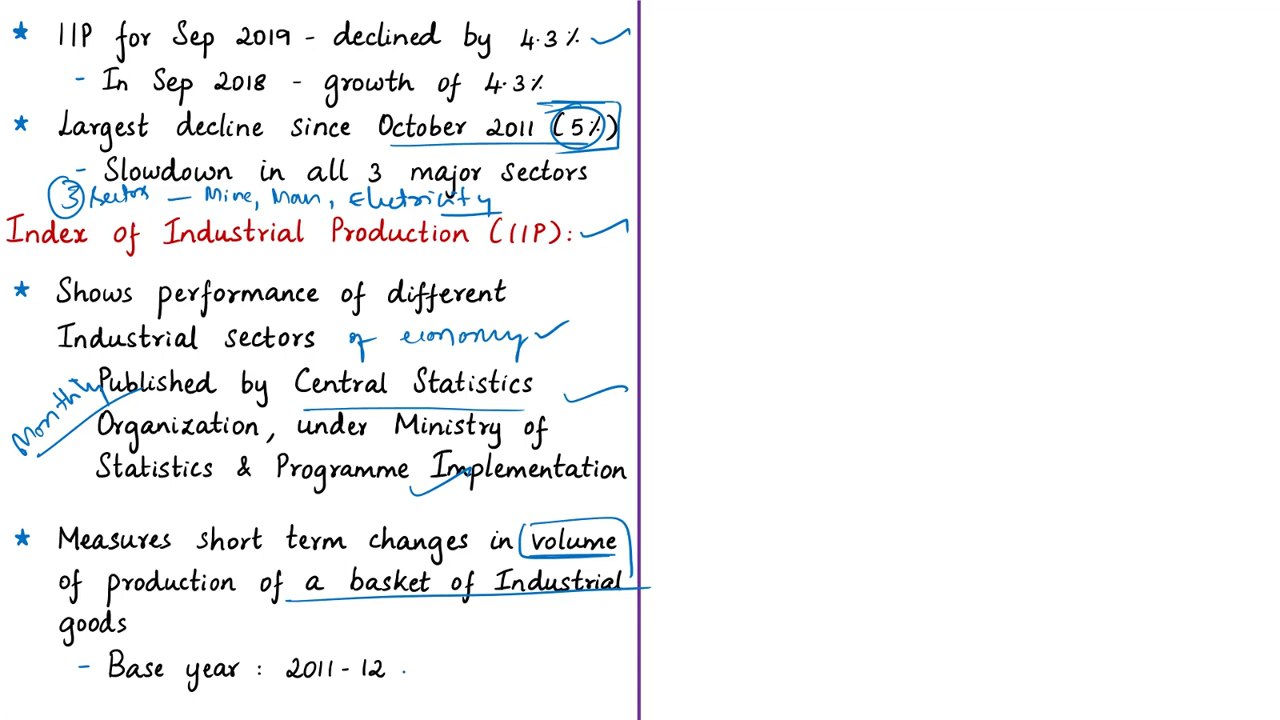 * IIP for Sep 2019 - declined by 4.3%
- In Sep 2018 - growth of 4.3%
* Largest decline since October 2011 (5%)
- Slowdown in all 3 major sectors
3 Sector - Mine, Man, Electricity
Index of Industrial Production (IIP):
* Shows performance of different
Industrial sectors of economy
Monthly
Published by Central Statistics
Organization, under Ministry of
Statistics & Programme Implementation
* Measures short term changes in volume
of production of a basket of Industrial
goods
- Base year : 2011-12